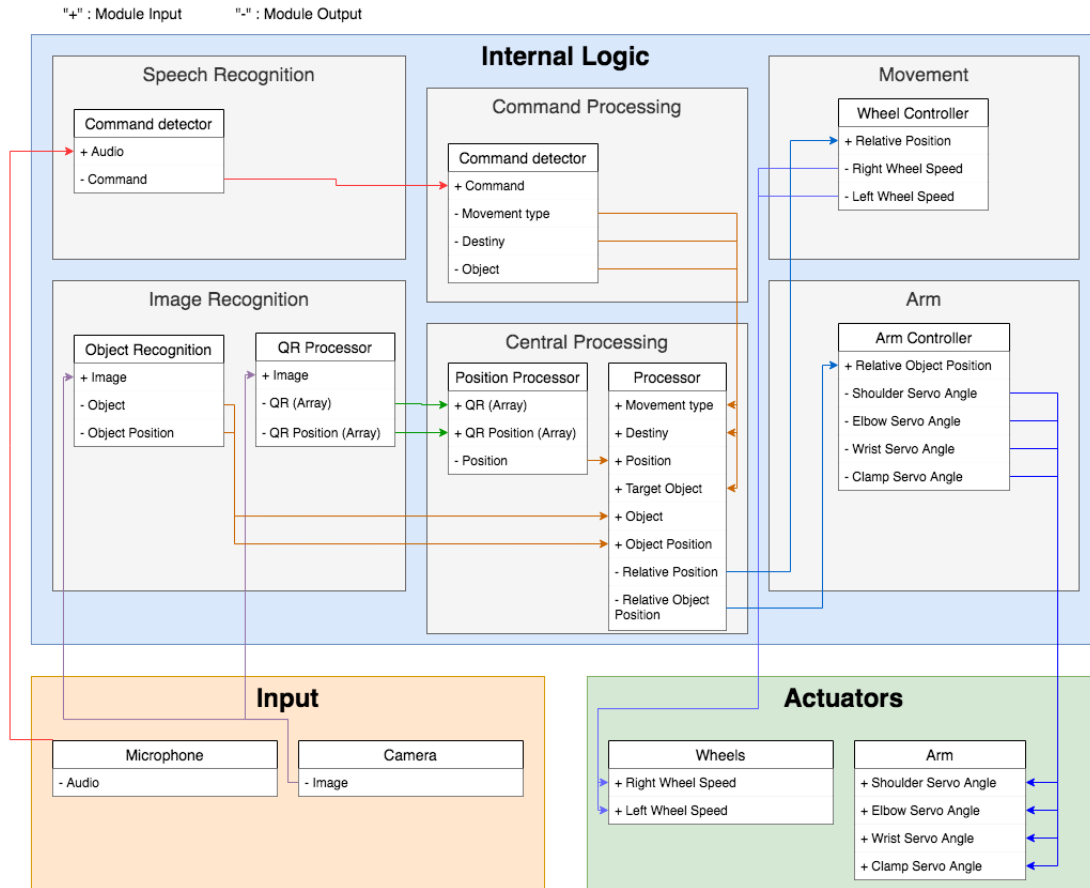 "+" : Module Input
"-" : Module Output
Internal Logic
Speech Recognition
Command detector
+ Audio
- Command
Command Processing
Command detector
+ Command
- Movement type
- Destiny
- Object
Movement
Wheel Controller
+ Relative Position
- Right Wheel Speed
- Left Wheel Speed
Image Recognition
Object Recognition
+ Image
- Object
- Object Position
QR Processor
+ Image
- QR (Array)
- QR Position (Array)
Central Processing
Position Processor
+ QR (Array)
+ QR Position (Array)
- Position
Processor
+ Movement type
+ Destiny
+ Position
+ Target Object
+ Object
+ Object Position
- Relative Position
- Relative Object
Position
Arm
Arm Controller
+ Relative Object Position
- Shoulder Servo Angle
- Elbow Servo Angle
- Wrist Servo Angle
- Clamp Servo Angle
Input
Microphone
- Audio
Camera
- Image
Actuators
Wheels
+ Right Wheel Speed
+ Left Wheel Speed
Arm
+ Shoulder Servo Angle
+ Elbow Servo Angle
+ Wrist Servo Angle
+ Clamp Servo Angle